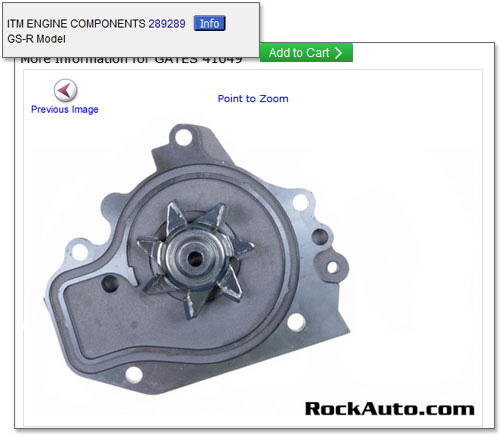 ITM ENGINE COMPONENTS 289289 Info
GS-R Model
More Information for GATES 41049
Add to Cart
Previous Image
Point to Zoom
RockAuto.com